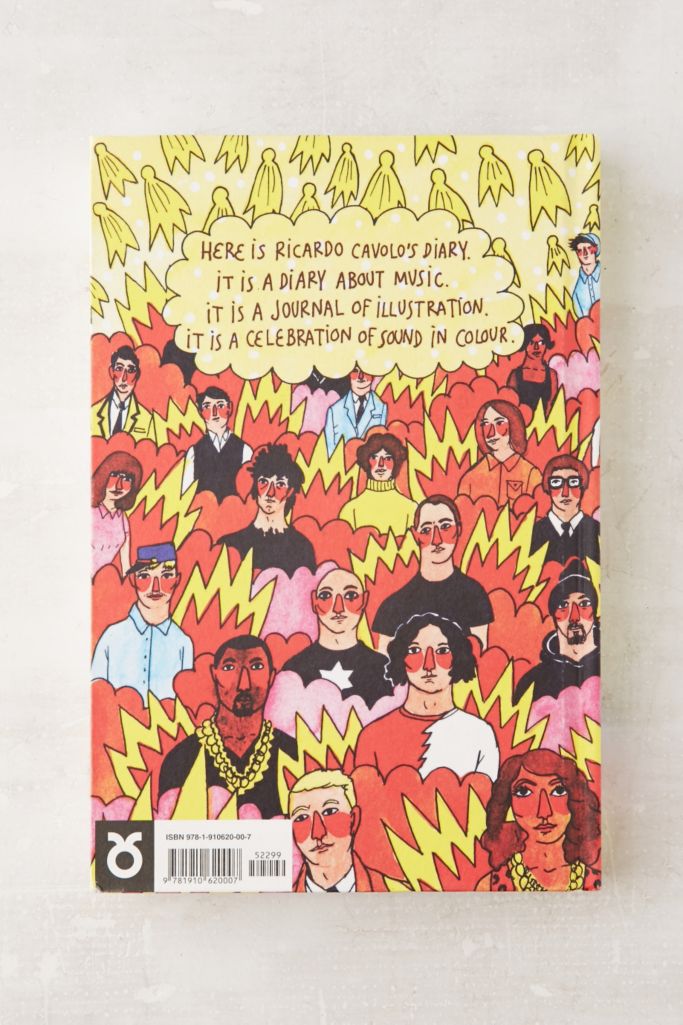 HERE IS RICARDO CAVOLO'S DIARY.
IT IS A DIARY ABOUT MUSIC.
IT IS A JOURNAL OF ILLUSTRATION.
IT IS A CELEBRATION OF SOUND IN COLOUR.
ISBN 978-1-910620-00-7
52299
9 781910 620007